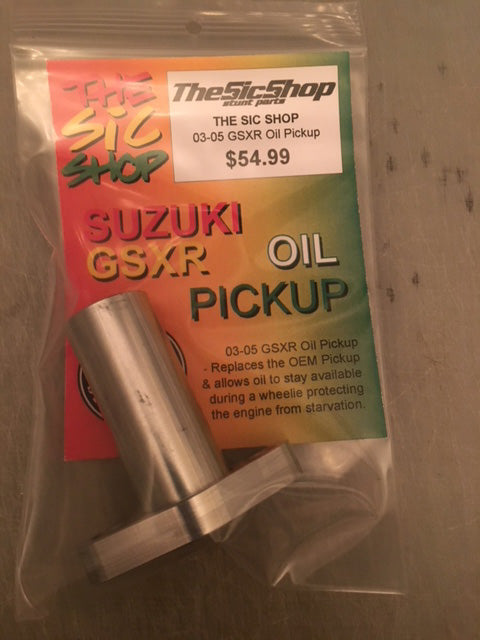 THE
SIC
SHOP
TheSicShop
stunt parts
THE SIC SHOP
03-05 GSXR Oil Pickup
$54.99
SUZUKI
GSXR OIL
PICKUP
03-05 GSXR Oil Pickup
- Replaces the OEM Pickup
& allows oil to stay available
during a wheelie protecting
the engine from starvation.